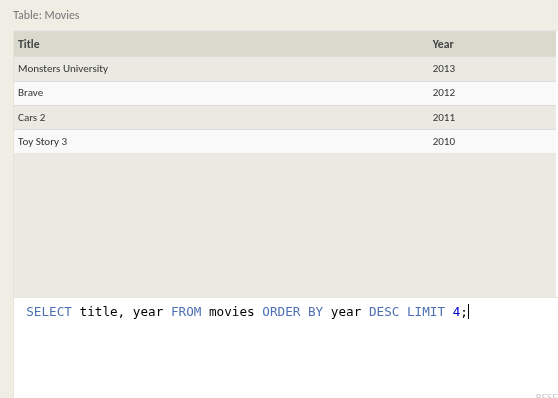 Table: Movies
Title Year
Monsters University 2013
Brave 2012
Cars 2 2011
Toy Story 3 2010
SELECT title, year FROM movies ORDER BY year DESC LIMIT 4;